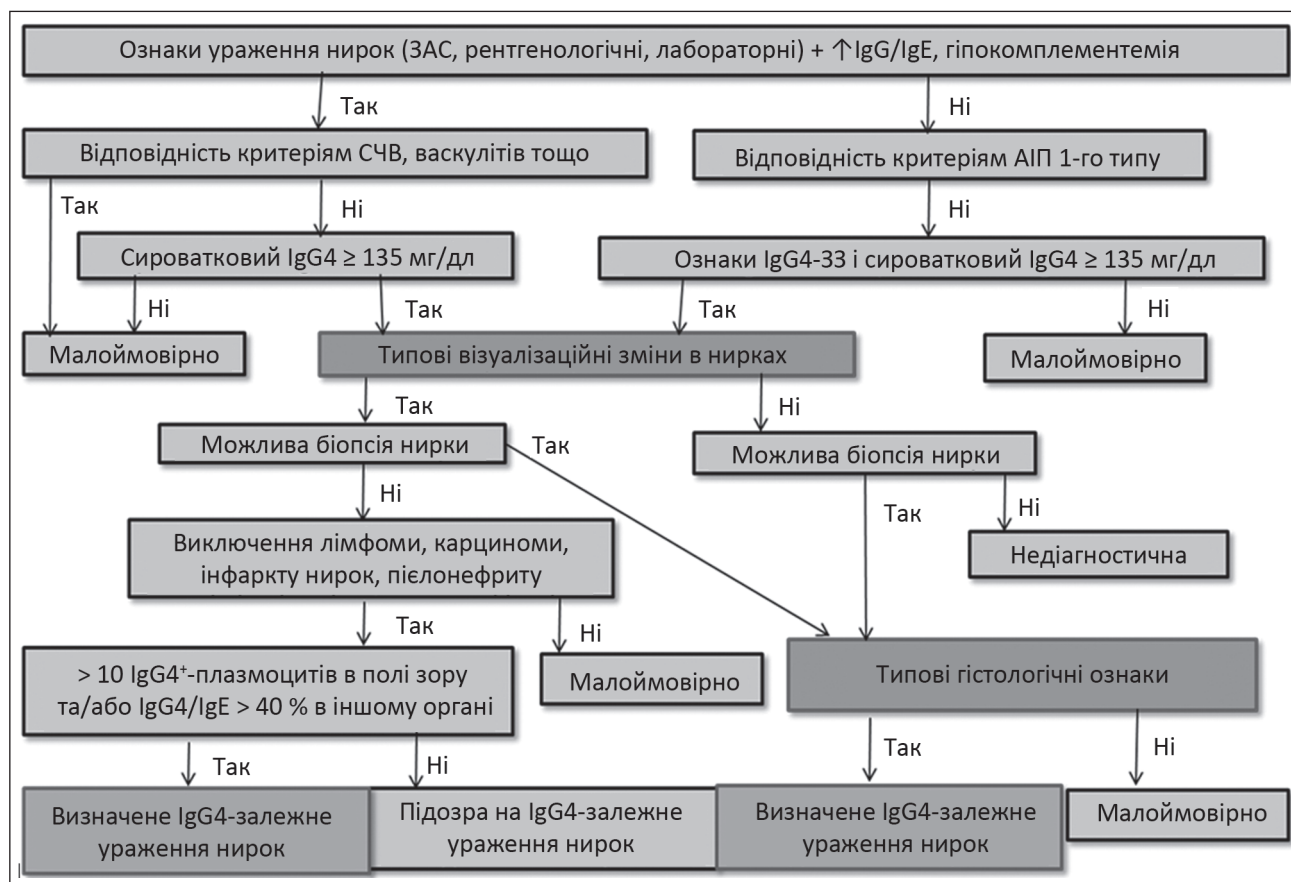 Ознаки ураження нирок (ЗАС, рентгенологічні, лабораторні) + ↑IgG/IgE, гіпокомплементемія
Так
Ні
Відповідність критеріям СЧВ, васкулітів тощо
Відповідність критеріям АІП 1-го типу
Так
Ні
Ні
Сироватковий IgG4 ≥ 135 мг/дл
Ознаки IgG4-33 і сироватковий IgG4 ≥ 135 мг/дл
Ні
Так
Так
Ні
Малоймовірно
Типові візуалізаційні зміни в нирках
Малоймовірно
Так
Ні
Можлива біопсія нирки
Так
Можлива біопсія нирки
Ні
Так
Ні
Виключення лімфоми, карциноми,
інфаркту нирок, пієлонефриту
Недіагностична
Так
Ні
> 10 IgG4⁺-плазмоцитів в полі зору
та/або IgG4/IgE > 40 % в іншому органі
Малоймовірно
Типові гістологічні ознаки
Так
Ні
Так
Ні
Визначене IgG4-залежне
ураження нирок
Підозра на IgG4-залежне
ураження нирок
Визначене IgG4-залежне
ураження нирок
Малоймовірно